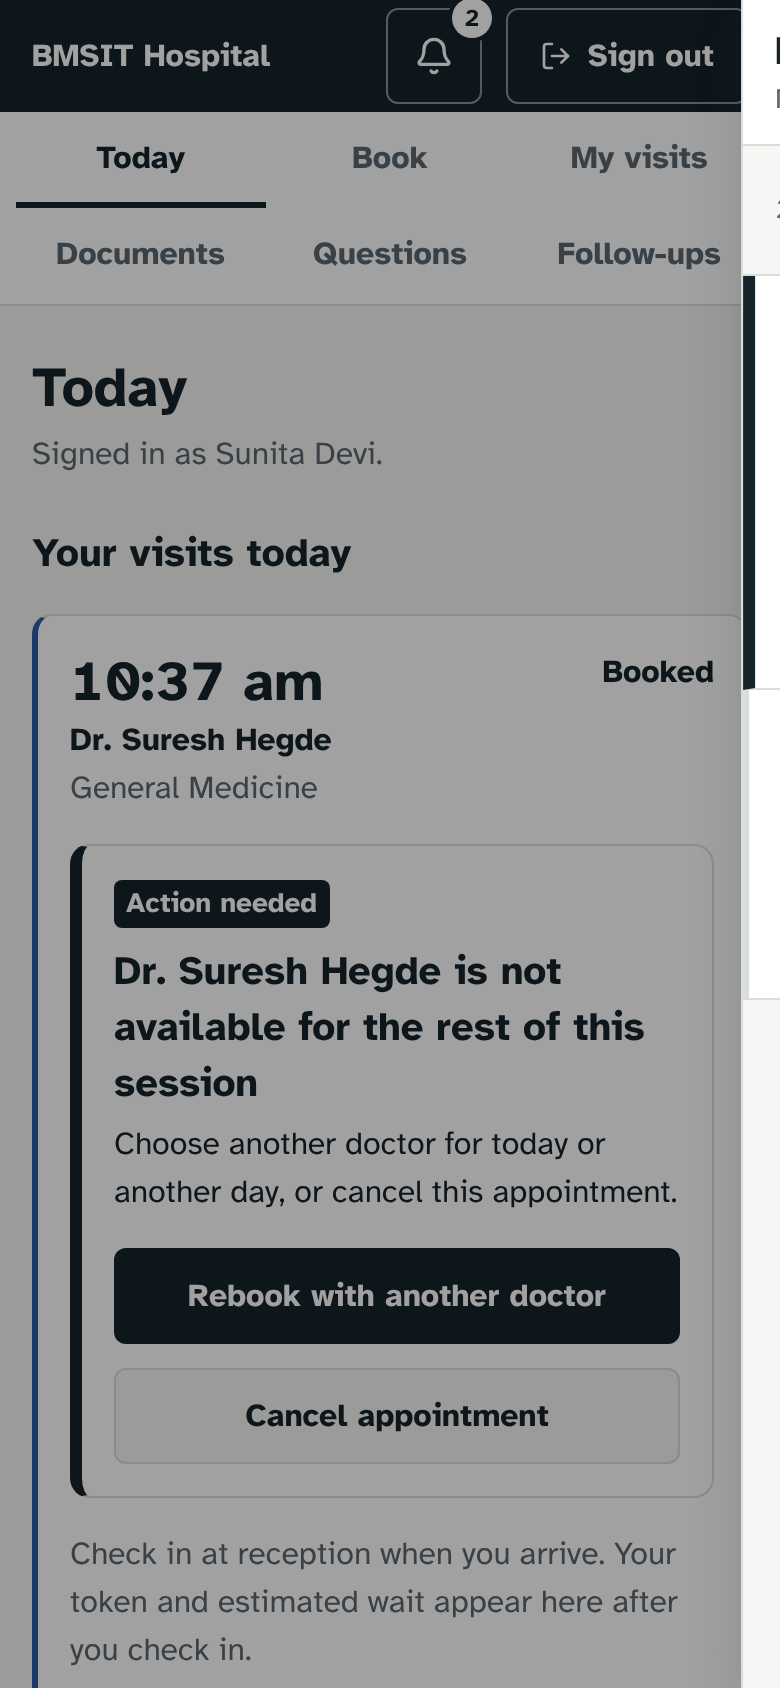 BMSIT Hospital
2
Sign out
Today
Book
My visits
Documents
Questions
Follow-ups
Today
Signed in as Sunita Devi.
Your visits today
10:37 am
Booked
Dr. Suresh Hegde
General Medicine
Action needed
Dr. Suresh Hegde is not
available for the rest of this
session
Choose another doctor for today or
another day, or cancel this appointment.
Rebook with another doctor
Cancel appointment
Check in at reception when you arrive. Your
token and estimated wait appear here after
you check in.